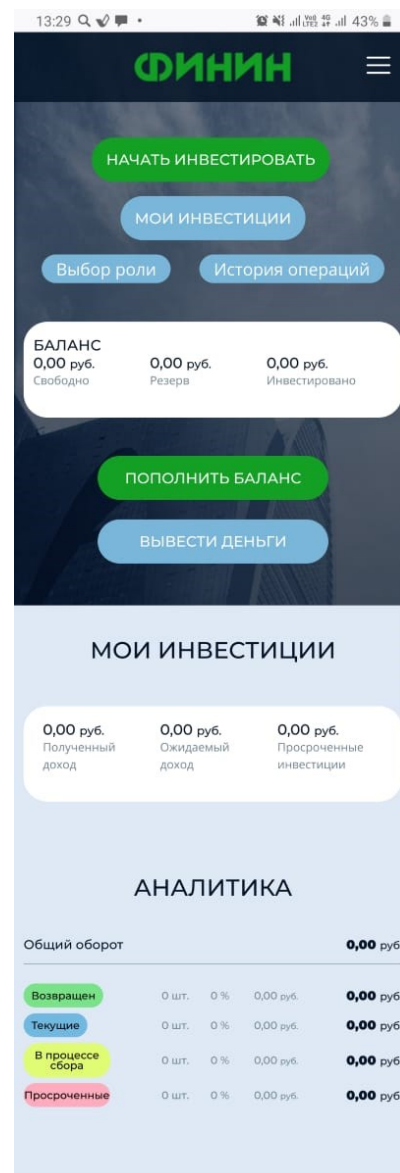 13:29
43%
ФИНИН
НАЧАТЬ ИНВЕСТИРОВАТЬ
МОИ ИНВЕСТИЦИИ
Выбор роли История операций
БАЛАНС
0,00 руб. 0,00 руб. 0,00 руб.
Свободно Резерв Инвестировано
ПОПОЛНИТЬ БАЛАНС
ВЫВЕСТИ ДЕНЬГИ
МОИ ИНВЕСТИЦИИ
0,00 руб. 0,00 руб. 0,00 руб.
Полученный Ожидаемый Просроченные
доход доход инвестиции
АНАЛИТИКА
Общий оборот 0,00 руб
Возвращен 0 шт. 0 % 0,00 руб. 0,00 руб
Текущие 0 шт. 0 % 0,00 руб. 0,00 руб
В процессе
сбора 0 шт. 0 % 0,00 руб. 0,00 руб
Просроченные 0 шт. 0 % 0,00 руб. 0,00 руб